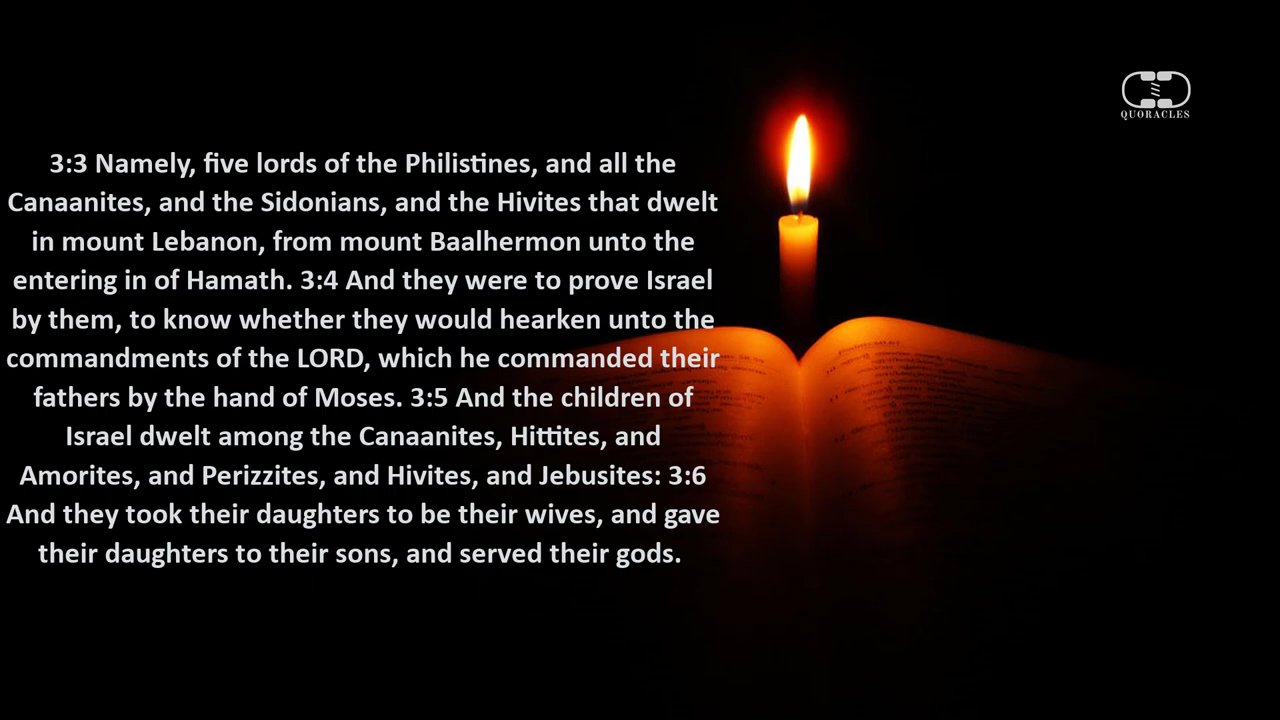 QUORACLES
3:3 Namely, five lords of the Philistines, and all the
Canaanites, and the Sidonians, and the Hivites that dwelt
in mount Lebanon, from mount Baalhermon unto the
entering in of Hamath. 3:4 And they were to prove Israel
by them, to know whether they would hearken unto the
commandments of the LORD, which he commanded their
fathers by the hand of Moses. 3:5 And the children of
Israel dwelt among the Canaanites, Hittites, and
Amorites, and Perizzites, and Hivites, and Jebusites: 3:6
And they took their daughters to be their wives, and gave
their daughters to their sons, and served their gods.